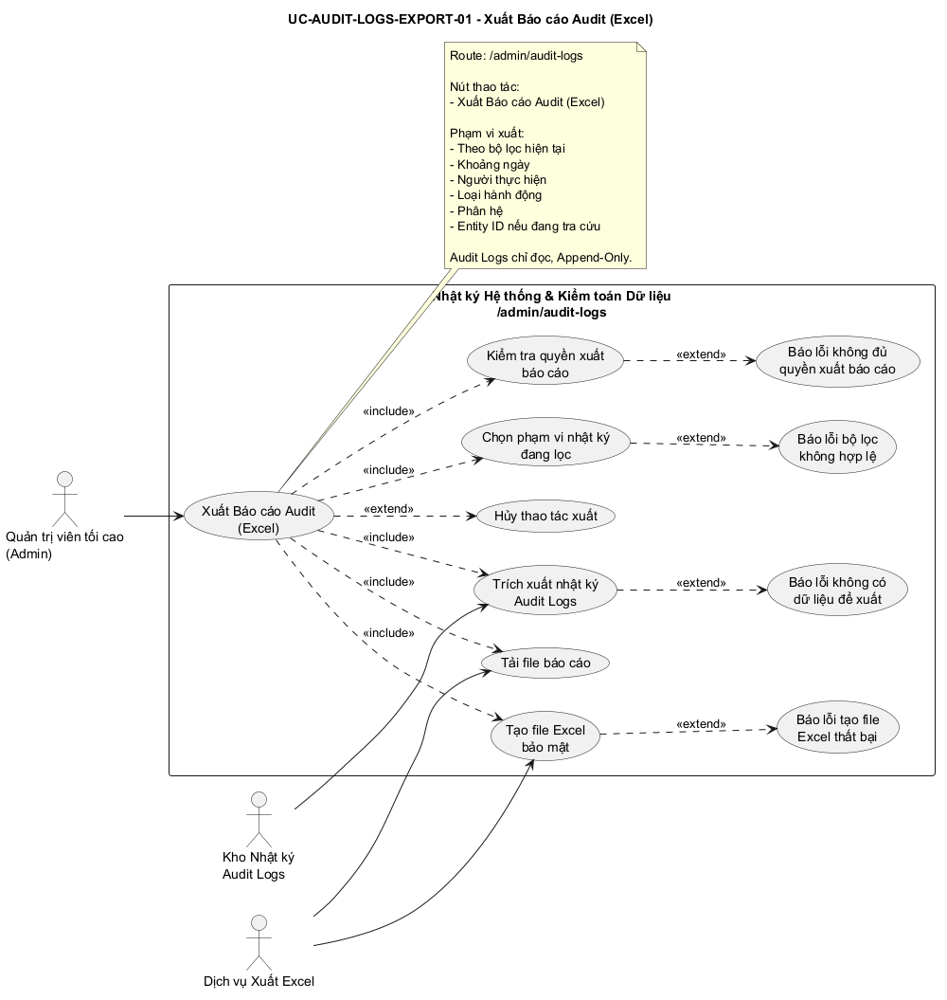 UC-AUDIT-LOGS-EXPORT-01 - Xuất Báo cáo Audit (Excel)
Route: /admin/audit-logs
Nút thao tác:
- Xuất Báo cáo Audit (Excel)
Phạm vi xuất:
- Theo bộ lọc hiện tại
- Khoảng ngày
- Người thực hiện
- Loại hành động
- Phân hệ
- Entity ID nếu đang tra cứu
Audit Logs chỉ đọc, Append-Only.
Nhật ký Hệ thống & Kiểm toán Dữ liệu
/admin/audit-logs
Kiểm tra quyền xuất
báo cáo
«extend»
Báo lỗi không đủ
quyền xuất báo cáo
«include»
Chọn phạm vi nhật ký
đang lọc
«extend»
Báo lỗi bộ lọc
không hợp lệ
«include»
Quản trị viên tối cao
(Admin)
Xuất Báo cáo Audit
(Excel)
«extend»
Hủy thao tác xuất
«include»
Trích xuất nhật ký
Audit Logs
«extend»
Báo lỗi không có
dữ liệu để xuất
«include»
Tải file báo cáo
«include»
Tạo file Excel
bảo mật
«extend»
Báo lỗi tạo file
Excel thất bại
Kho Nhật ký
Audit Logs
Dịch vụ Xuất Excel